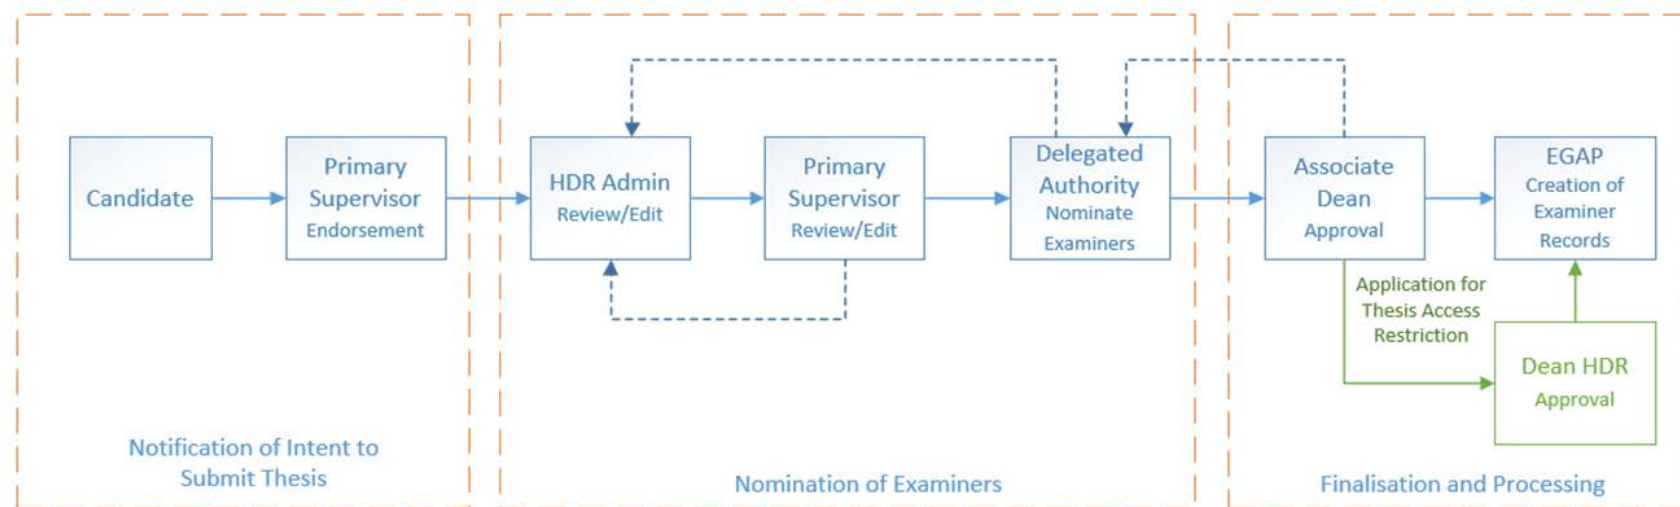 Candidate
Primary
Supervisor
Endorsement
Notification of Intent to
Submit Thesis
HDR Admin
Review/Edit
Primary
Supervisor
Review/Edit
Delegated
Authority
Nominate
Examiners
Nomination of Examiners
Associate
Dean
Approval
EGAP
Creation of
Examiner
Records
Application for
Thesis Access
Restriction
Dean HDR
Approval
Finalisation and Processing